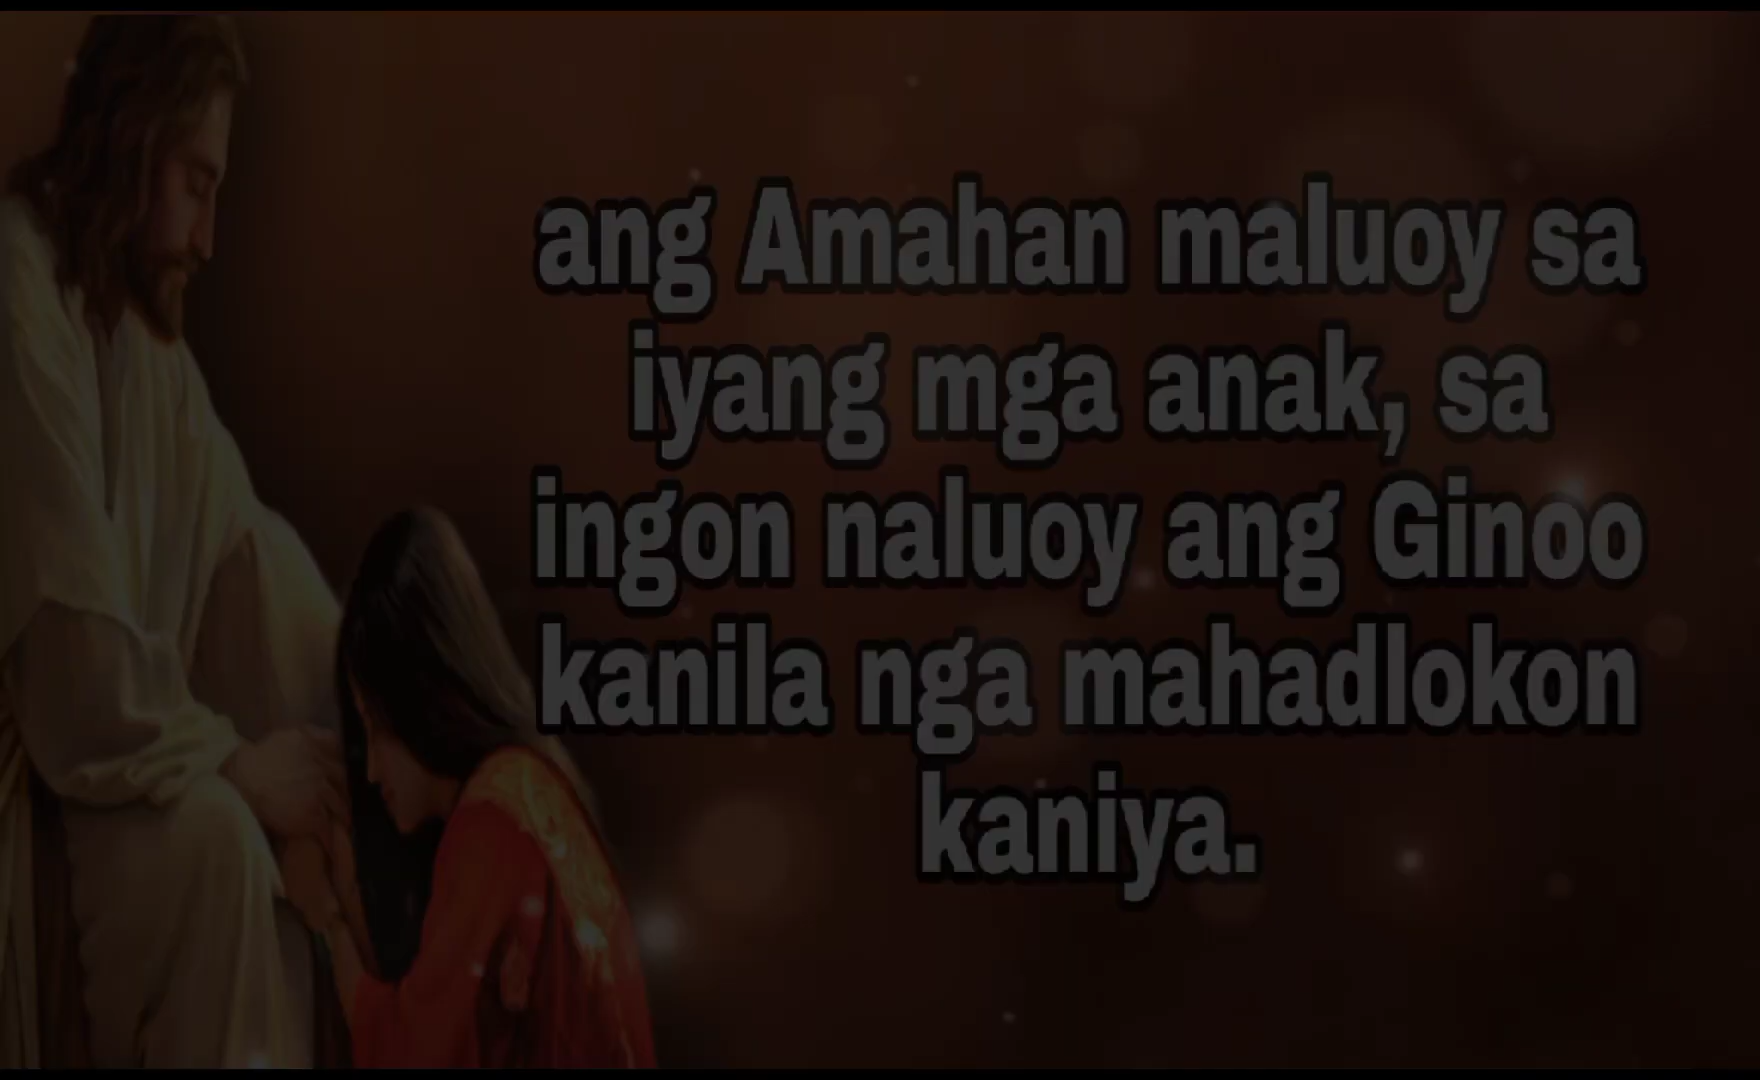 ang Amahan maluoy sa
iyang mga anak, sa
ingon naluoy ang Ginoo
kanila nga mahadlokon
kaniya.